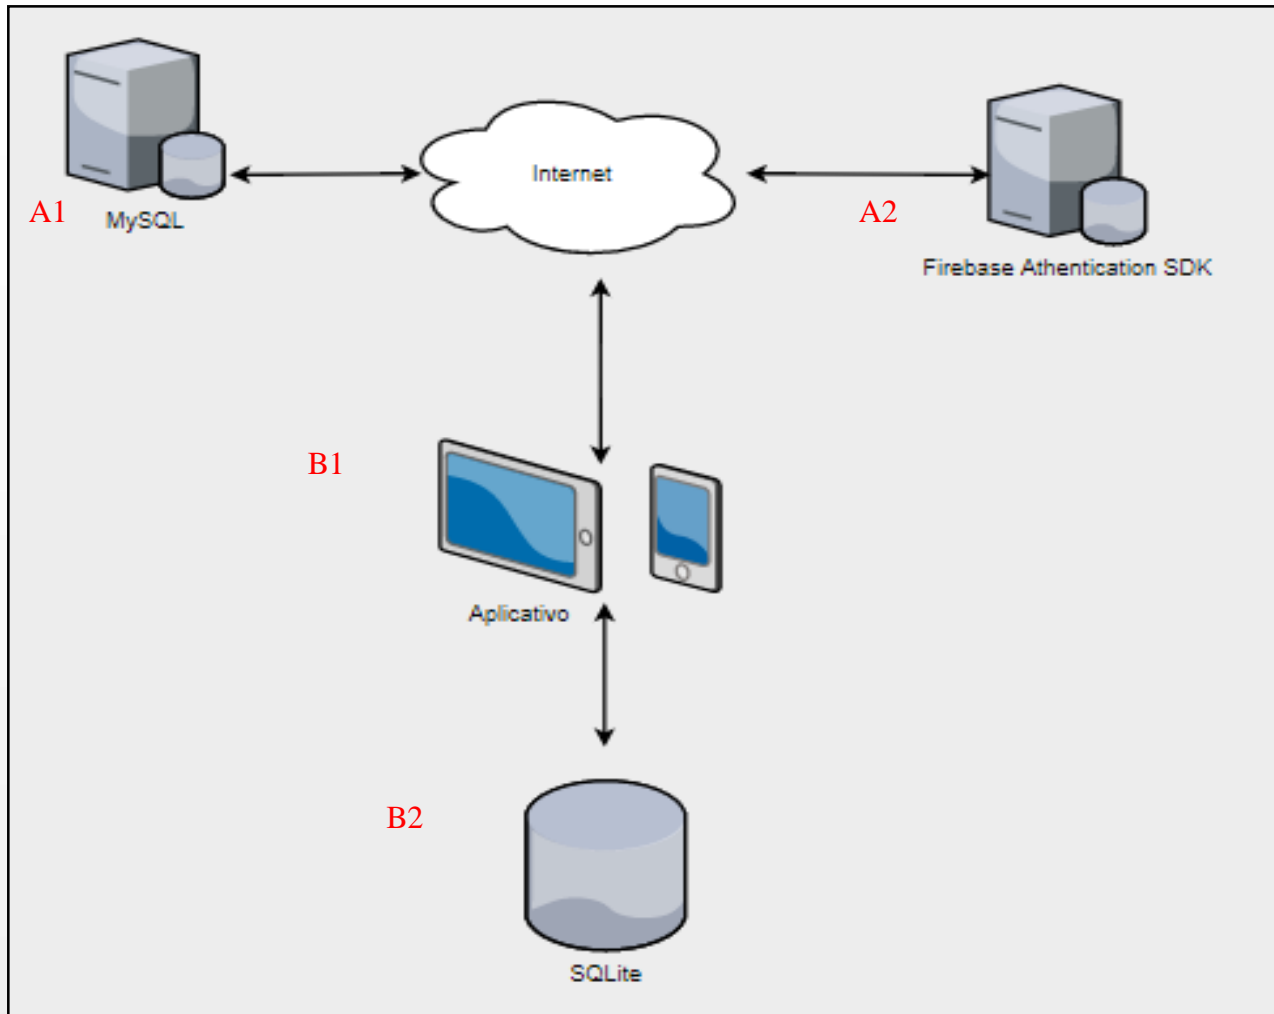 Internet
A1
A2
MySQL
Firebase Athentication SDK
B1
Aplicativo
B2
SQLite